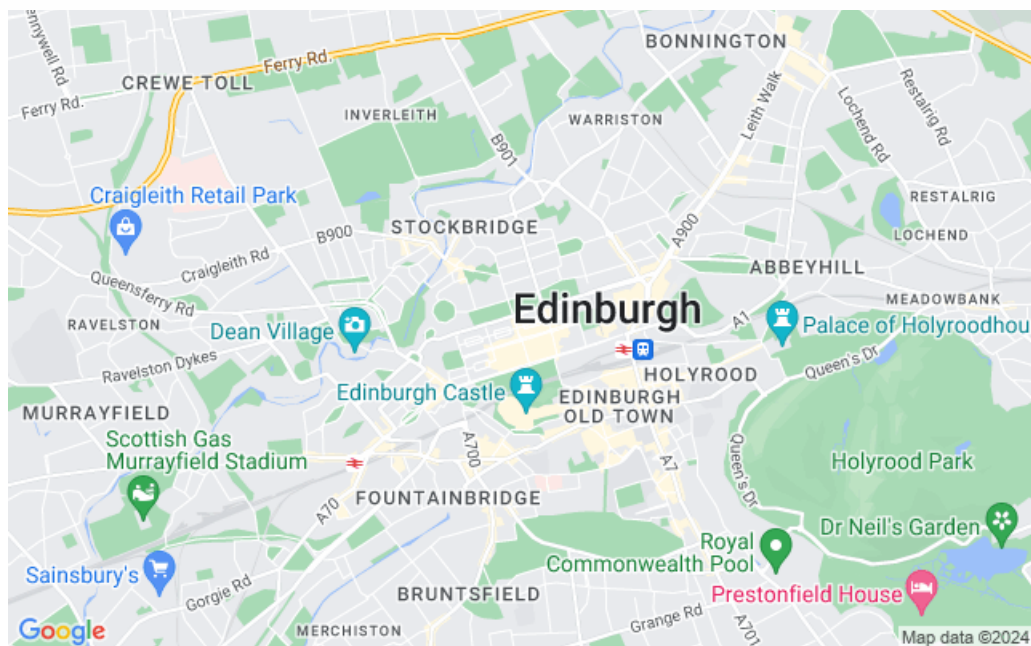 BONNINGTON
Ferry Rd.
CREWE TOLL
Ferry Rd.
INVERLEITH
WARRISTON
B901
Leith Walk
Lochend Rd
Restalrig Rd
Craigleith Retail Park
RESTALRIG
B900
STOCKBRIDGE
A900
LOCHEND
Craigleith Rd
ABBEYHILL
Queensferry Rd
MEADOWBANK
RAVELSTON
Dean Village
Edinburgh
A1
Palace of Holyroodhou
Ravelston Dykes
Queen's Dr
HOLYROOD
Edinburgh Castle
EDINBURGH
OLD TOWN
MURRAYFIELD
Scottish Gas
Murrayfield Stadium
A700
A7
Queen's Dr
Holyrood Park
A70
FOUNTAINBRIDGE
Dr Neil's Garden
Royal
Commonwealth Pool
Sainsbury's
Gorgie Rd
BRUNTSFIELD
Prestonfield House
Grange Rd
A701
MERCHISTON
Google
Map data ©2024